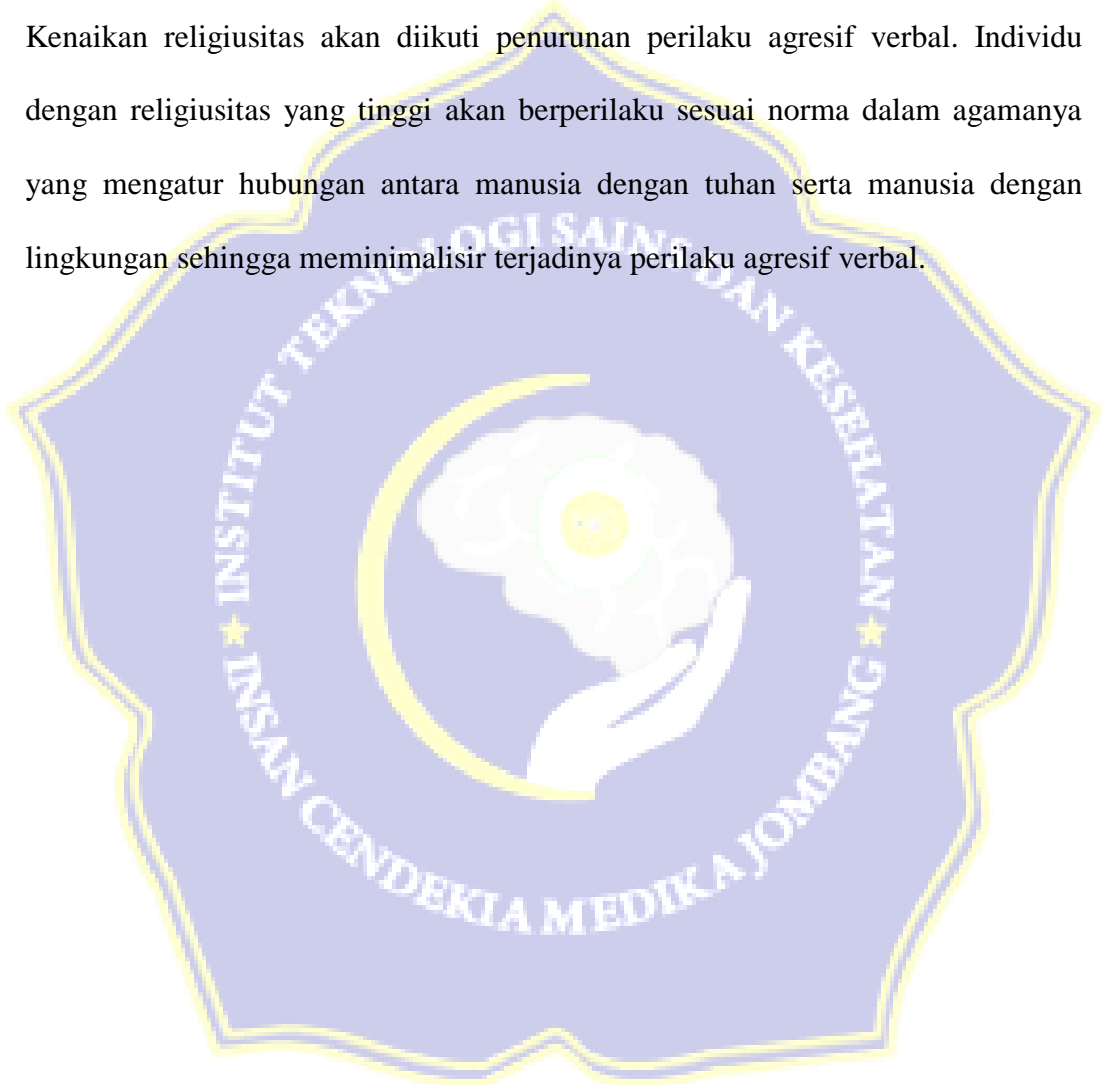 Kenaikan religiusitas akan diikuti penurunan perilaku agresif verbal. Individu
dengan religiusitas yang tinggi akan berperilaku sesuai norma dalam agamanya
yang mengatur hubungan antara manusia dengan tuhan serta manusia dengan
lingkungan sehingga meminimalisir terjadinya perilaku agresif verbal.
INSTITUT TEKNOLOGI SAINS DAN KESEHATAN
INSAN CENDEKIA MEDIKA JOMBANG